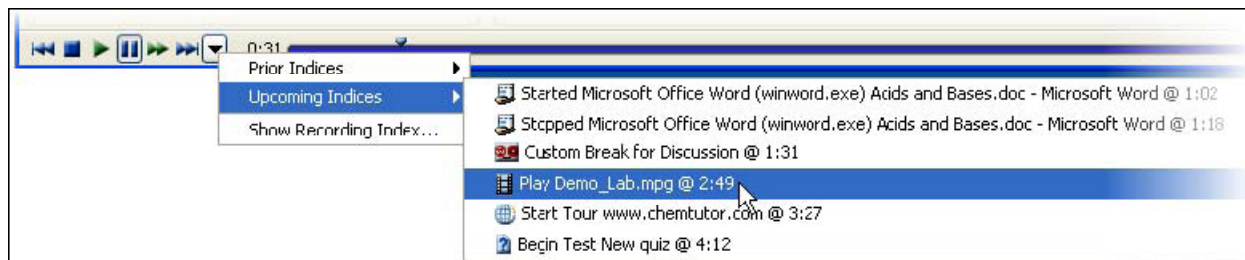 0:31
Prior Indices
Upcoming Indices
Show Recording Index...
Started Microsoft Office Word (winword.exe) Acids and Bases.doc - Microsoft Word @ 1:02
Stopped Microsoft Office Word (winword.exe) Acids and Bases.doc - Microsoft Word @ 1:18
Custom Break for Discussion @ 1:31
Play Demo_Lab.mpg @ 2:49
Start Tour www.chemtutor.com @ 3:27
Begin Test New quiz @ 4:12